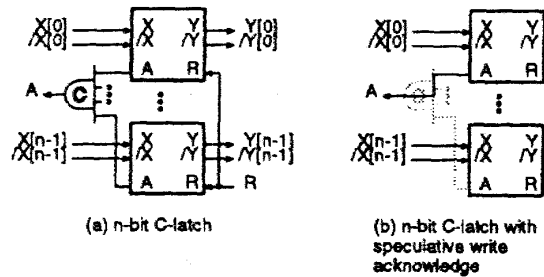 X[0] X Y Y[0] X[0] X
/X[0] /X /Y /Y[0] /X[0] /X
A R A
A C A
X[n-1] X Y Y[n-1] X[n-1] X
/X[n-1] /X /Y /Y[n-1] /X[n-1] /X
A R R A
(a) n-bit C-latch
(b) n-bit C-latch with
speculative write
acknowledge